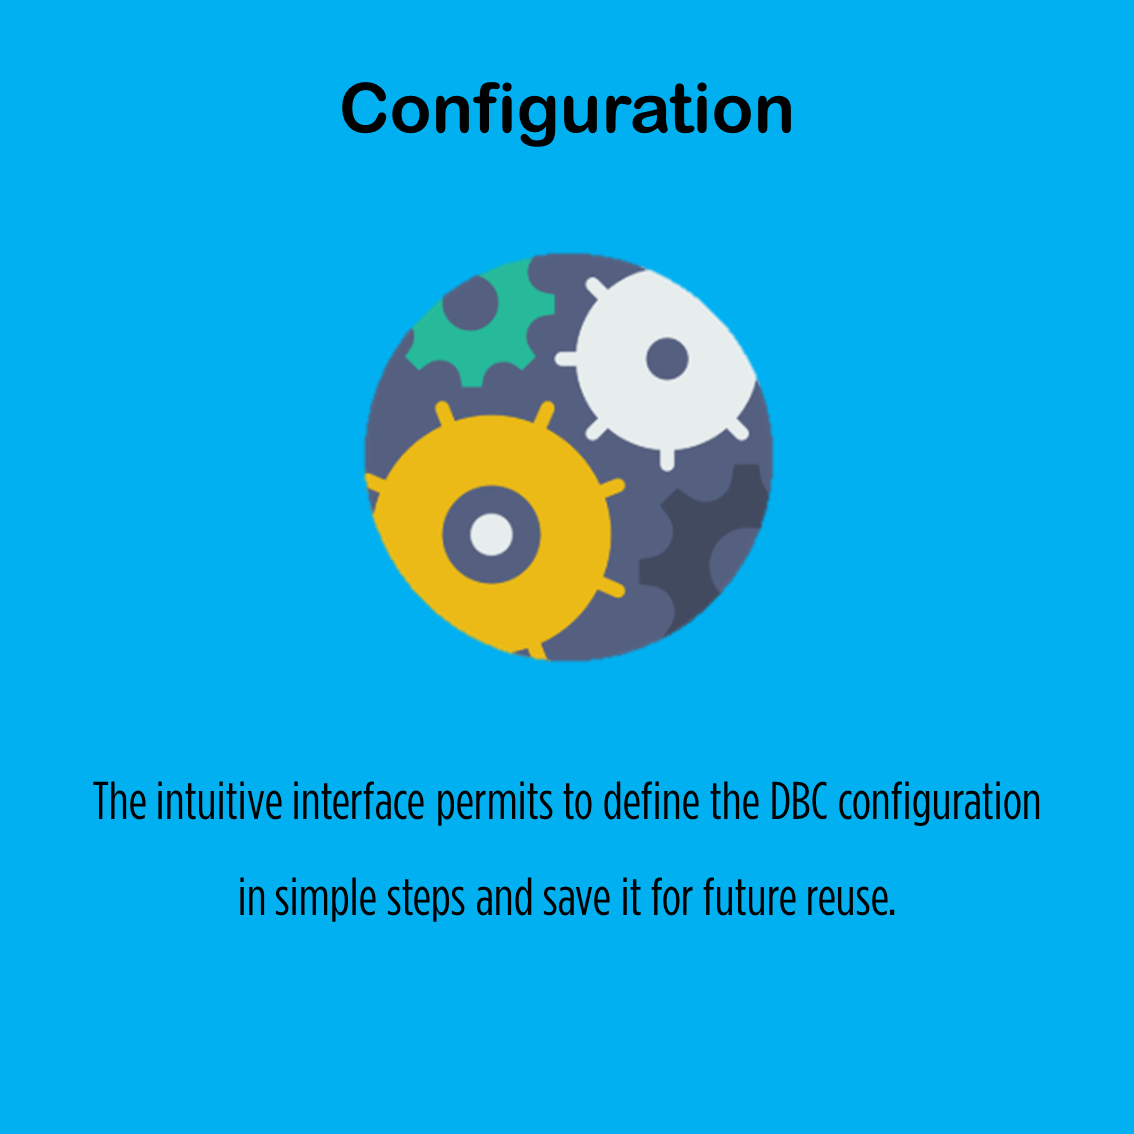 Configuration
The intuitive interface permits to define the DBC configuration
in simple steps and save it for future reuse.